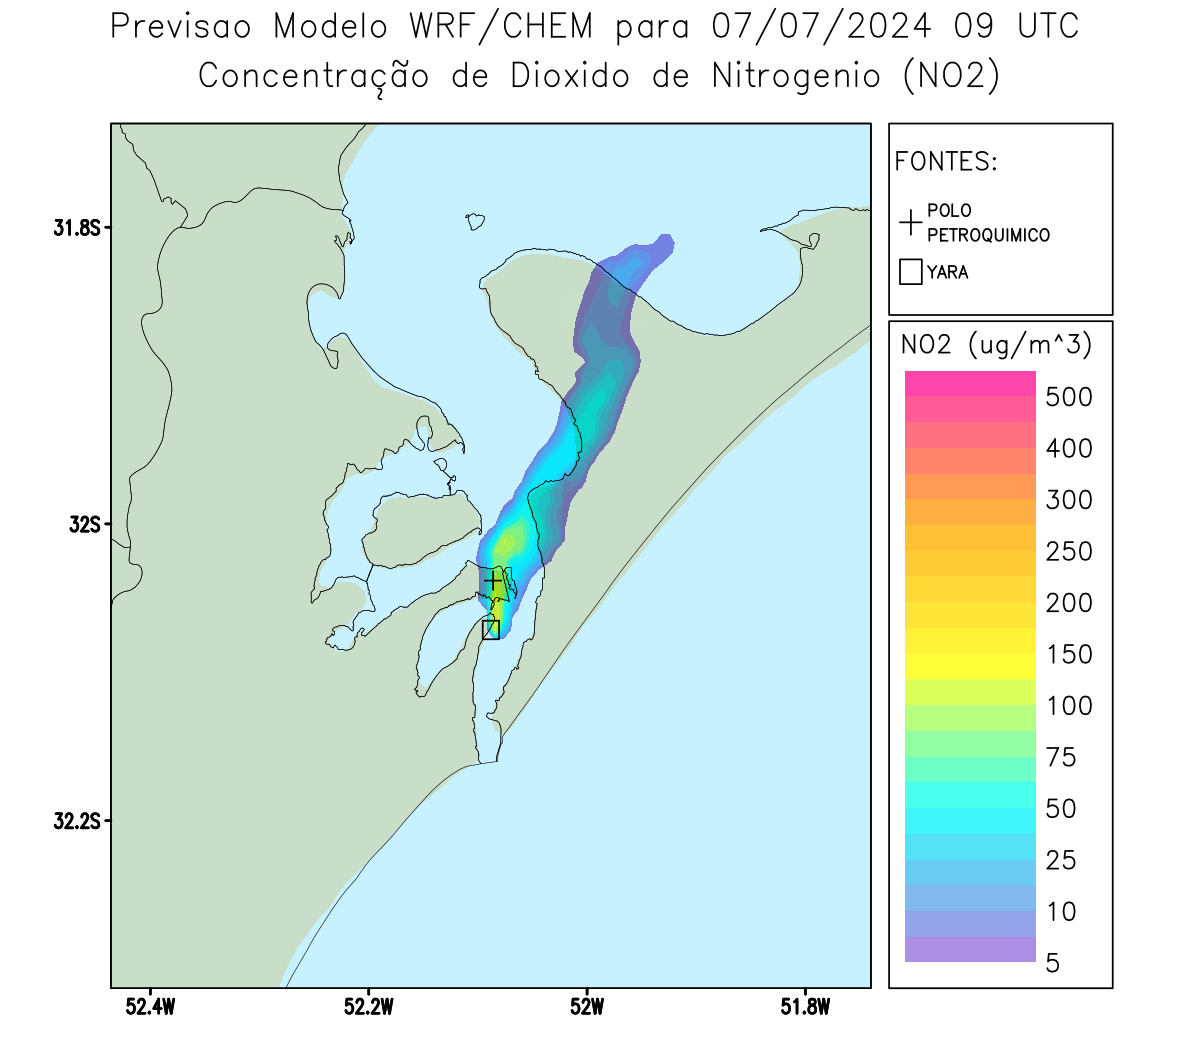 Previsao Modelo WRF/CHEM para 07/07/2024 09 UTC
Concentração de Dioxido de Nitrogenio (NO2)
FONTES:
POLO
PETROQUIMICO
YARA
NO2 (ug/m^3)
500
400
300
250
200
150
100
75
50
25
10
5
31.8S
32S
32.2S
52.4W
52.2W
52W
51.8W